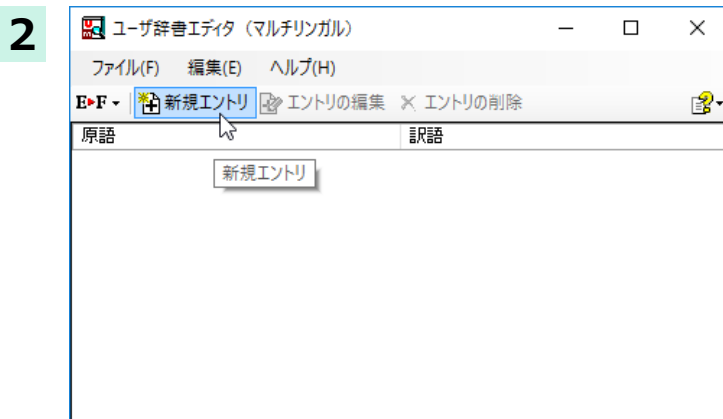 2
ユーザ辞書エディタ（マルチリンガル）
ファイル(F) 編集(E) ヘルプ(H)
E▶F 新規エントリ エントリの編集 エントリの削除
原語 訳語
新規エントリ